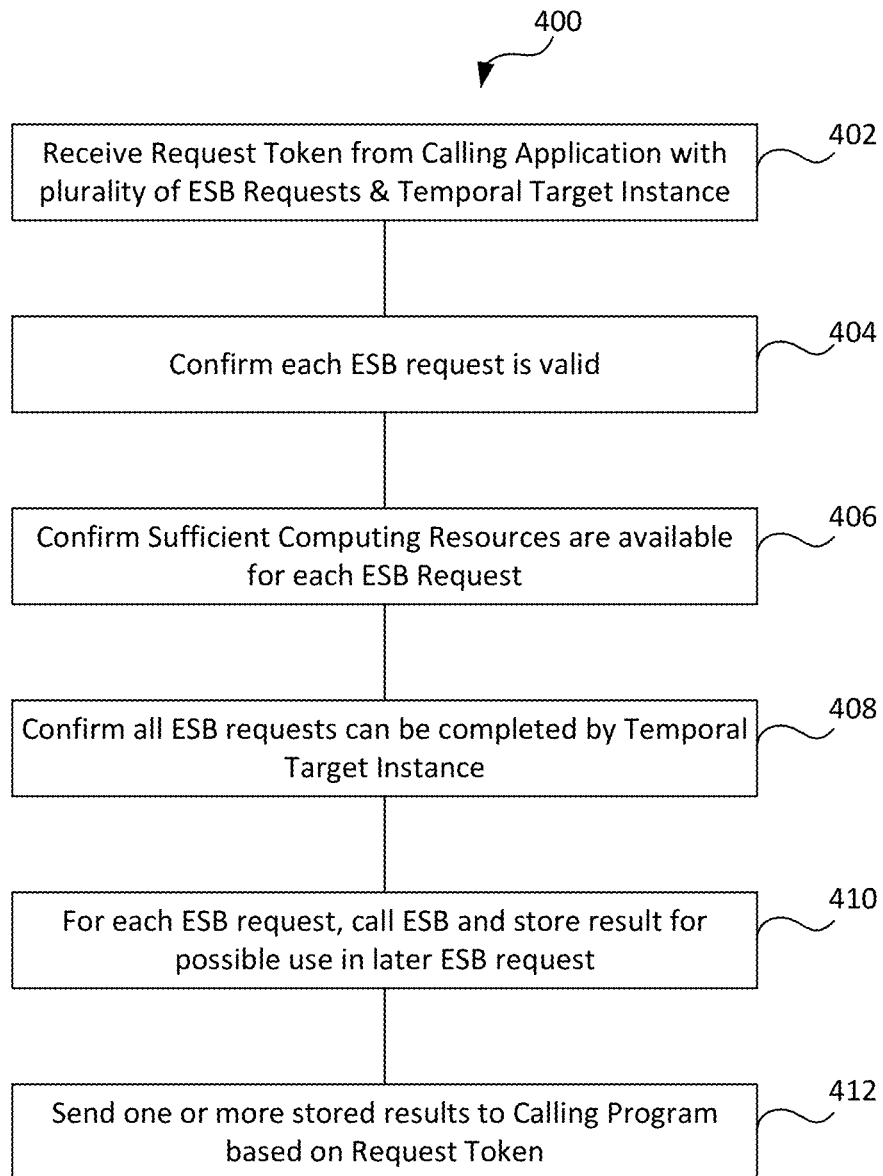 400
Receive Request Token from Calling Application with
plurality of ESB Requests & Temporal Target Instance
402
Confirm each ESB request is valid
404
Confirm Sufficient Computing Resources are available
for each ESB Request
406
Confirm all ESB requests can be completed by Temporal
Target Instance
408
For each ESB request, call ESB and store result for
possible use in later ESB request
410
Send one or more stored results to Calling Program
based on Request Token
412